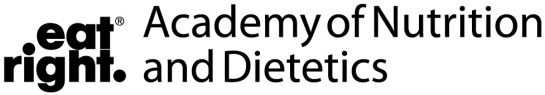 eat® Academy of Nutrition
right. and Dietetics